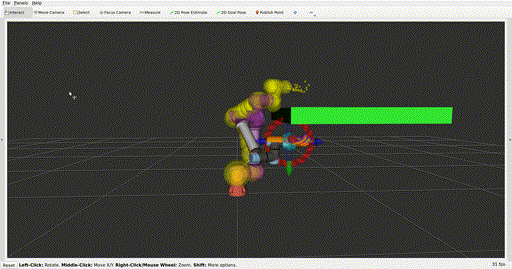 File Panels Help
Interact Move Camera Select Focus Camera Measure 2D Pose Estimate 2D Goal Pose Publish Point
Reset Left-Click: Rotate. Middle-Click: Move X/Y. Right-Click/Mouse Wheel: Zoom. Shift: More options. 31 fps